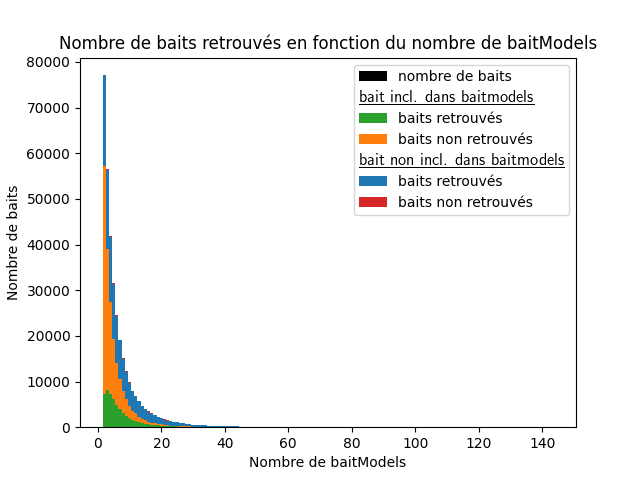 Nombre de baits retrouvés en fonction du nombre de baitModels
80000
70000
60000
50000
40000
30000
20000
10000
0
Nombre de baits
nombre de baits
bait incl. dans baitmodels
baits retrouvés
baits non retrouvés
bait non incl. dans baitmodels
baits retrouvés
baits non retrouvés
0 20 40 60 80 100 120 140
Nombre de baitModels